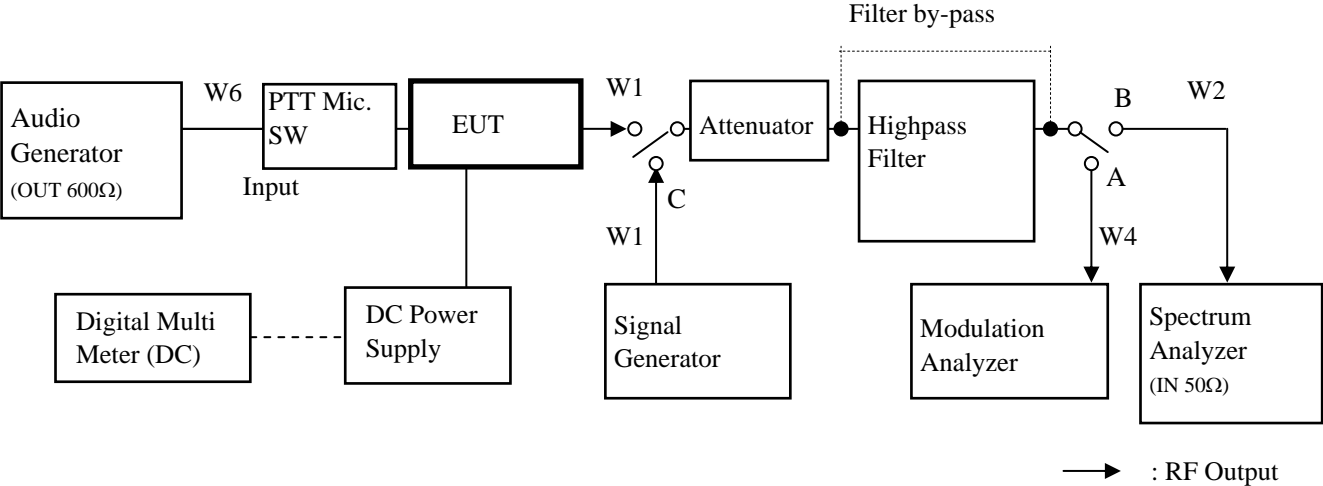 Filter by-pass
W6
W1
B
W2
Audio
Generator
(OUT 600Ω)
PTT Mic.
SW
EUT
Attenuator
Highpass
Filter
Input
C
A
W1
W4
Digital Multi
Meter (DC)
DC Power
Supply
Signal
Generator
Modulation
Analyzer
Spectrum
Analyzer
(IN 50Ω)
: RF Output